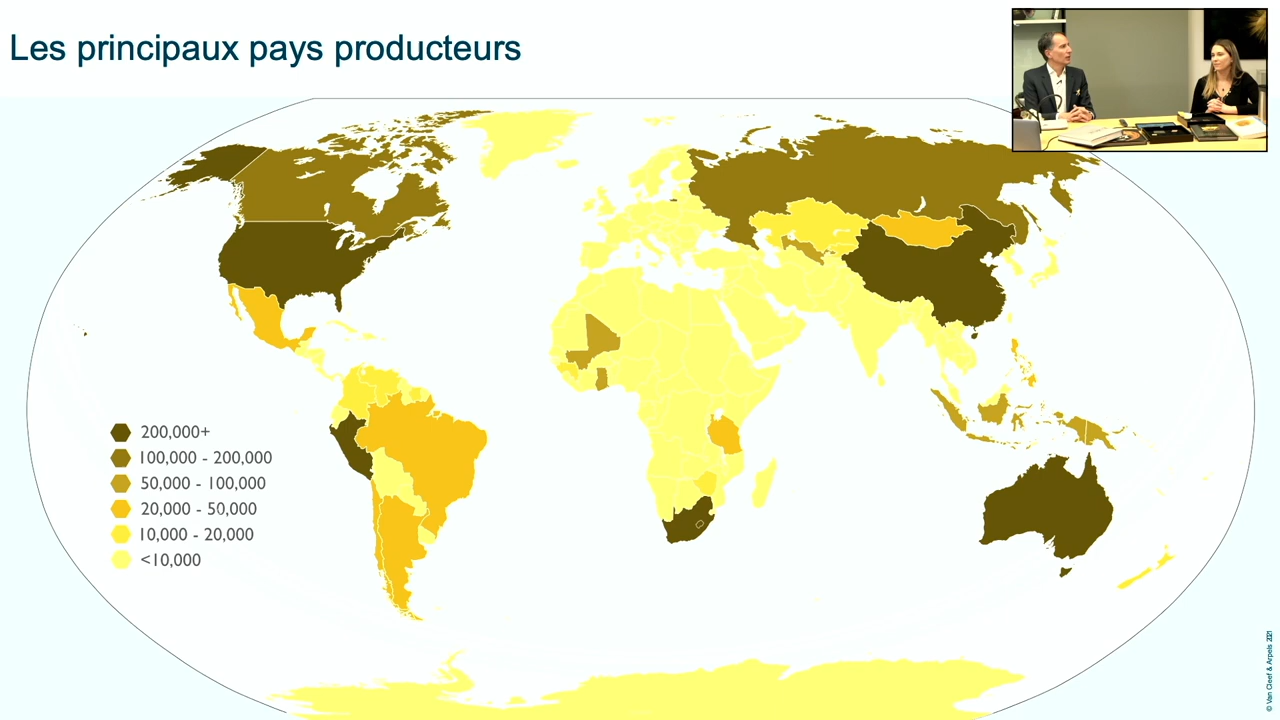 Les principaux pays producteurs
200,000+
100,000 - 200,000
50,000 - 100,000
20,000 - 50,000
10,000 - 20,000
<10,000
© Van Cleef & Arpels 2021